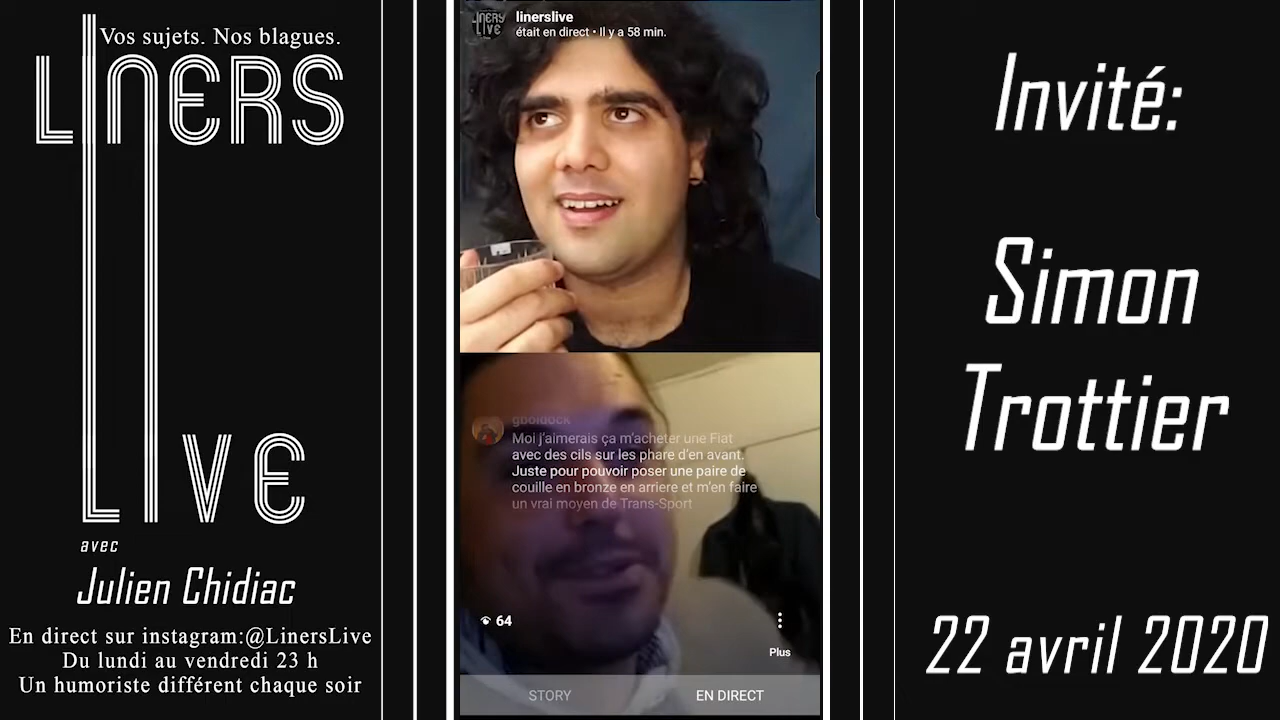 Vos sujets. Nos blagues.
LINERS
LIVE
avec
Julien Chidiac
En direct sur instagram:@LinersLive
Du lundi au vendredi 23 h
Un humoriste différent chaque soir
LINERS
LIVE
linerslive
était en direct • Il y a 58 min.
gboldock
Moi j'aimerais ça m'acheter une Fiat
avec des cils sur les phare d'en avant.
Juste pour pouvoir poser une paire de
couille en bronze en arriere et m'en faire
un vrai moyen de Trans-Sport
64
Plus
STORY
EN DIRECT
Invité:
Simon
Trottier
22 avril 2020